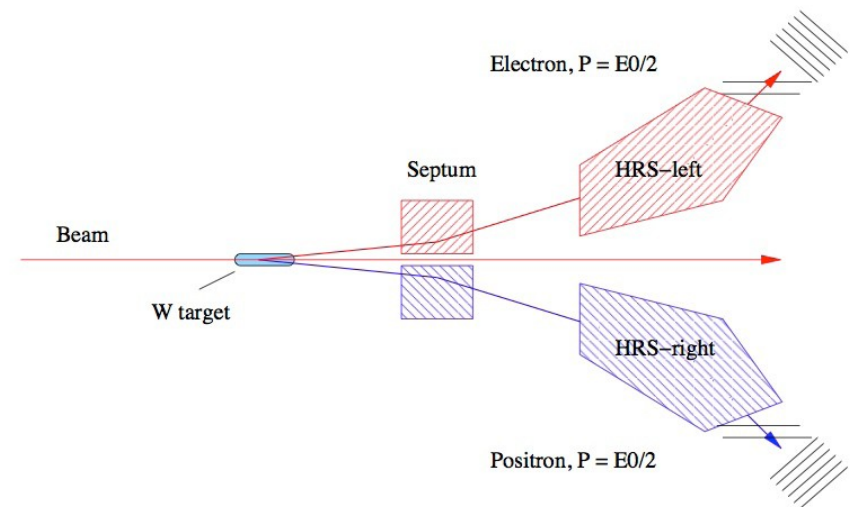 Electron, P = E0/2
Septum
HRS−left
Beam
W target
HRS−right
Positron, P = E0/2